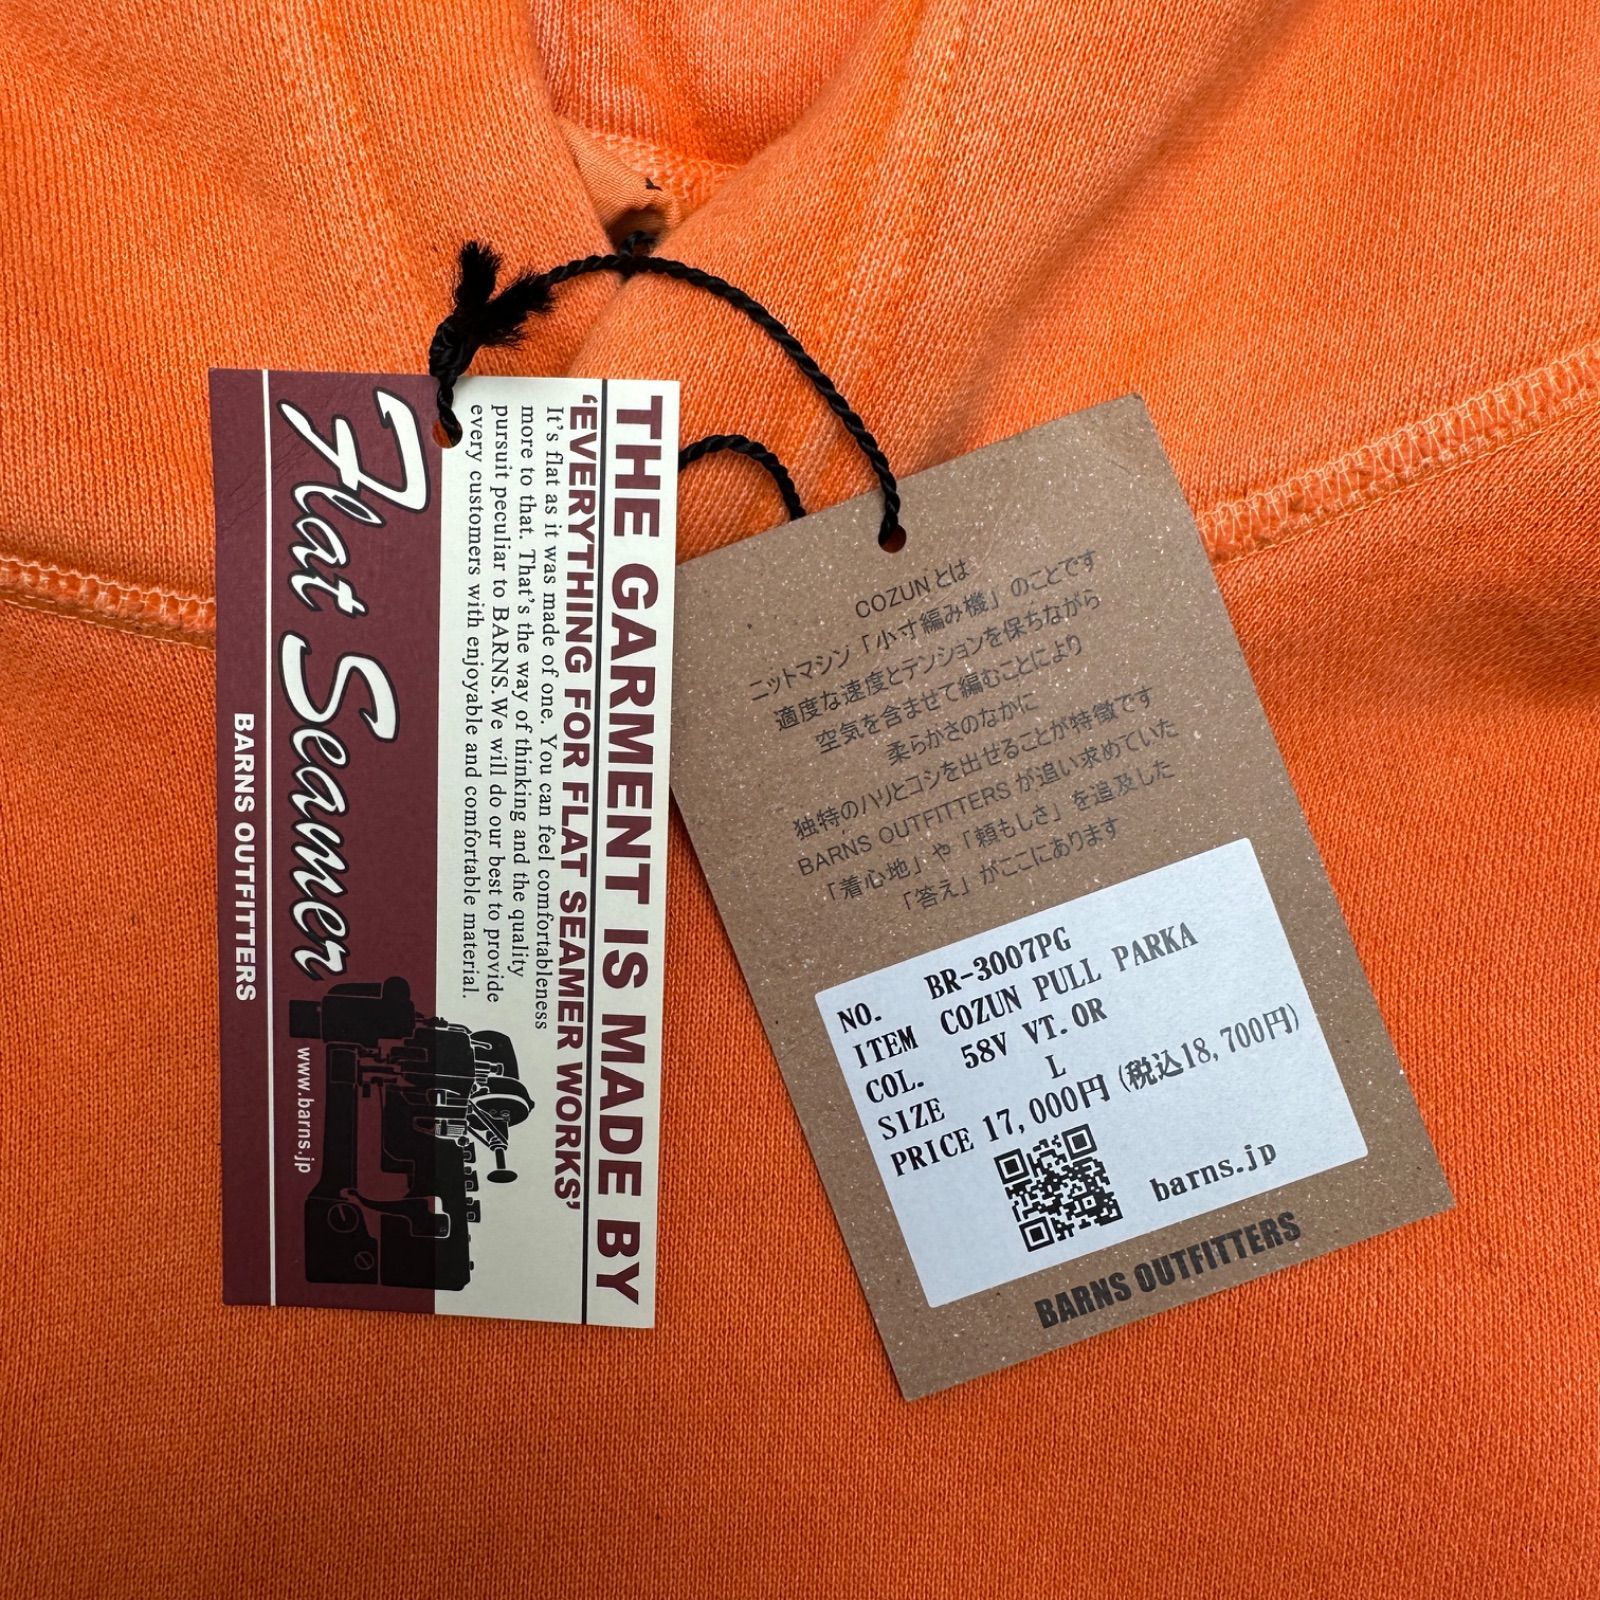 THE GARMENT IS MADE BY
'EVERYTHING FOR FLAT SEAMER WORKS'
It's flat as it was made of one. You can feel comfortableness
more to that. That's the way of thinking and the quality
pursuit peculiar to BARNS. We will do our best to provide
every customers with enjoyable and comfortable material.
Flat Seamer
www.barns.jp
BARNS OUTFITTERS
COZUNとは
ニットマシン「小寸編み機」のことです
適度な速度とテンションを保ちながら
空気を含ませて編むことにより
柔らかさのなかに
独特のハリとコシを出せることが特徴です
BARNS OUTFITTERSが追い求めていた
「着心地」や「頼もしさ」を追及した
「答え」がここにあります
NO. BR-3007PG
ITEM COZUN PULL PARKA
COL. 58V VT.OR
SIZE L
PRICE 17,000円(税込18,700円)
barns.jp
BARNS OUTFITTERS